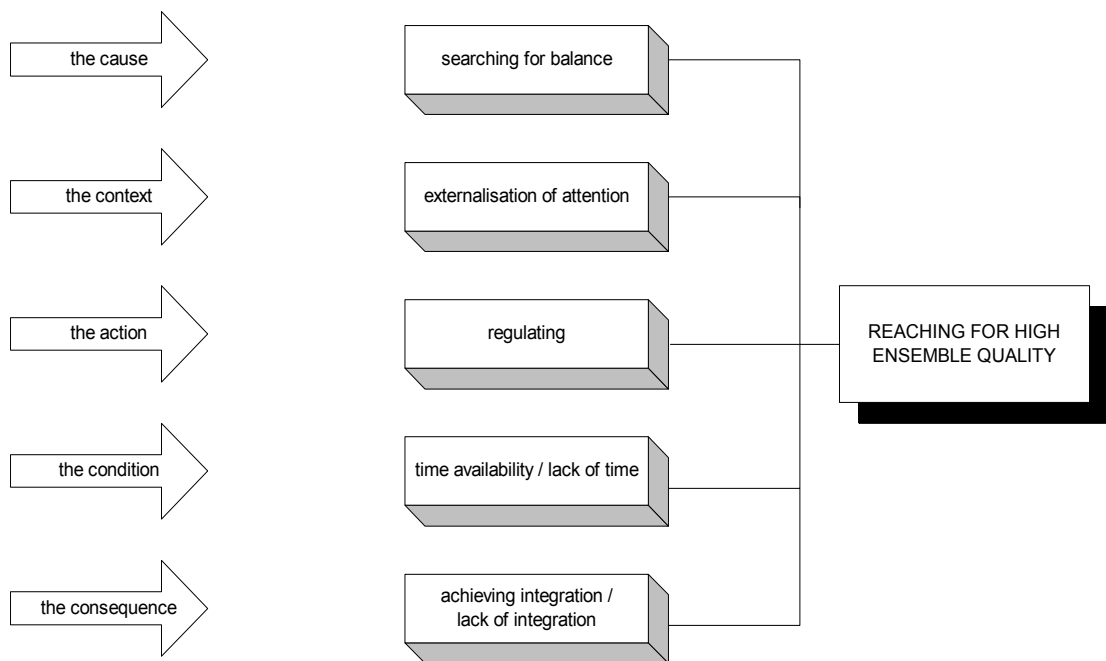 the cause
searching for balance
the context
externalisation of attention
the action
regulating
REACHING FOR HIGH
ENSEMBLE QUALITY
the condition
time availability / lack of time
the consequence
achieving integration /
lack of integration